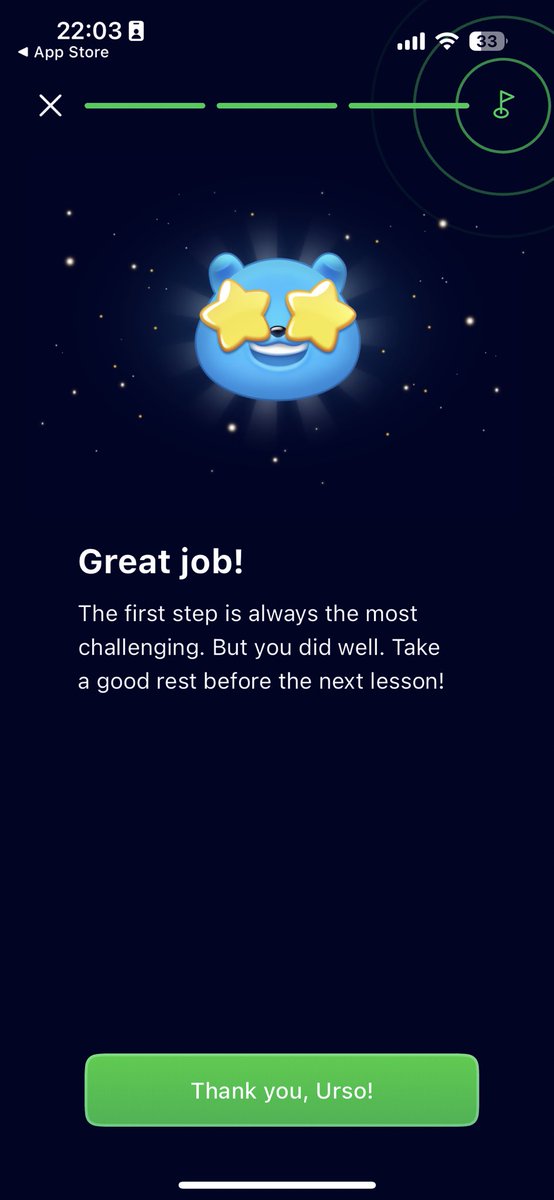 22:03
◀ App Store
33
Great job!
The first step is always the most
challenging. But you did well. Take
a good rest before the next lesson!
Thank you, Urso!